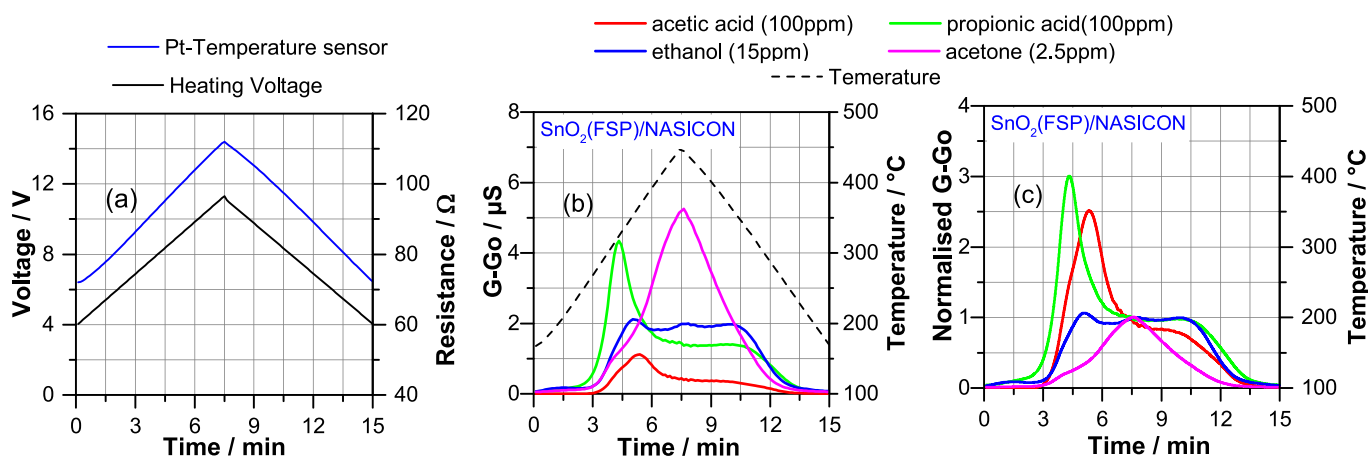 Pt-Temperature sensor
Heating Voltage
acetic acid (100ppm)
propionic acid(100ppm)
ethanol (15ppm)
acetone (2.5ppm)
Temerature
16
12
8
4
0
Voltage / V
120
100
80
60
40
Resistance / Ω
(a)
0 3 6 9 12 15
Time / min
8
6
4
2
0
G-Go / µS
SnO2(FSP)/NASICON
(b)
500
400
300
200
100
Temperature / °C
0 3 6 9 12 15
Time / min
4
3
2
1
0
Normalised G-Go
SnO2(FSP)/NASICON
(c)
500
400
300
200
100
Temperature / °C
0 3 6 9 12 15
Time / min